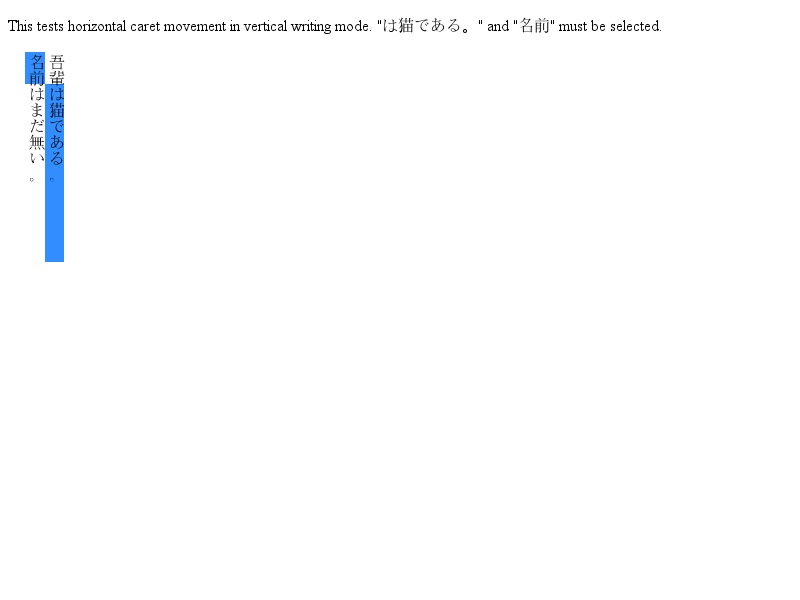 This tests horizontal caret movement in vertical writing mode. "は猫である。" and "名前" must be selected.
吾輩は猫である。
名前はまだ無い。